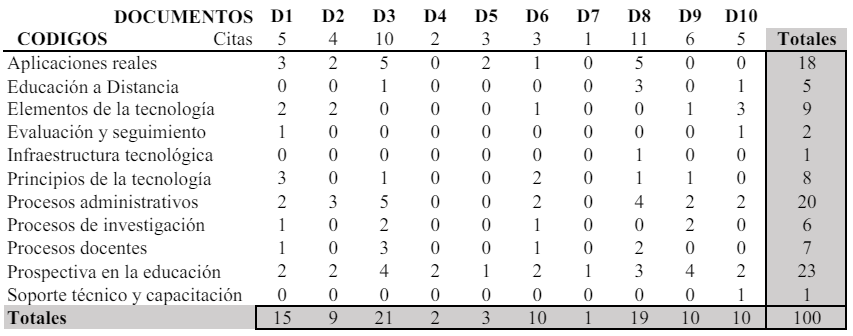 DOCUMENTOS D1 D2 D3 D4 D5 D6 D7 D8 D9 D10
CODIGOS Citas 5 4 10 2 3 3 1 11 6 5 Totales
Aplicaciones reales 3 2 5 0 2 1 0 5 0 0 18
Educación a Distancia 0 0 1 0 0 0 0 3 0 1 5
Elementos de la tecnología 2 2 0 0 0 1 0 0 1 3 9
Evaluación y seguimiento 1 0 0 0 0 0 0 0 0 1 2
Infraestructura tecnológica 0 0 0 0 0 0 0 1 0 0 1
Principios de la tecnología 3 0 1 0 0 2 0 1 1 0 8
Procesos administrativos 2 3 5 0 0 2 0 4 2 2 20
Procesos de investigación 1 0 2 0 0 1 0 0 2 0 6
Procesos docentes 1 0 3 0 0 1 0 2 0 0 7
Prospectiva en la educación 2 2 4 2 1 2 1 3 4 2 23
Soporte técnico y capacitación 0 0 0 0 0 0 0 0 0 1 1
Totales 15 9 21 2 3 10 1 19 10 10 100